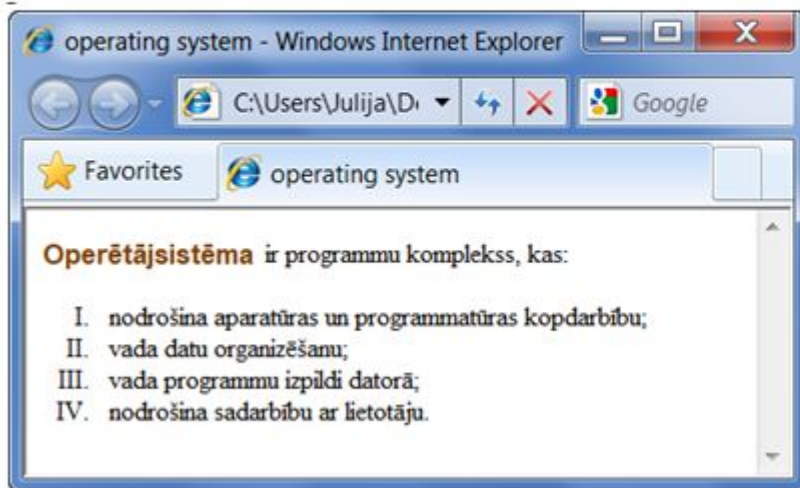 operating system - Windows Internet Explorer
C:\Users\Julija\D
Google
Favorites
operating system
Operētājsistēma ir programmu komplekss, kas:
I. nodrošina aparatūras un programmatūras kopdarbību;
II. vada datu organizēšanu;
III. vada programmu izpildi datorā;
IV. nodrošina sadarbību ar lietotāju.